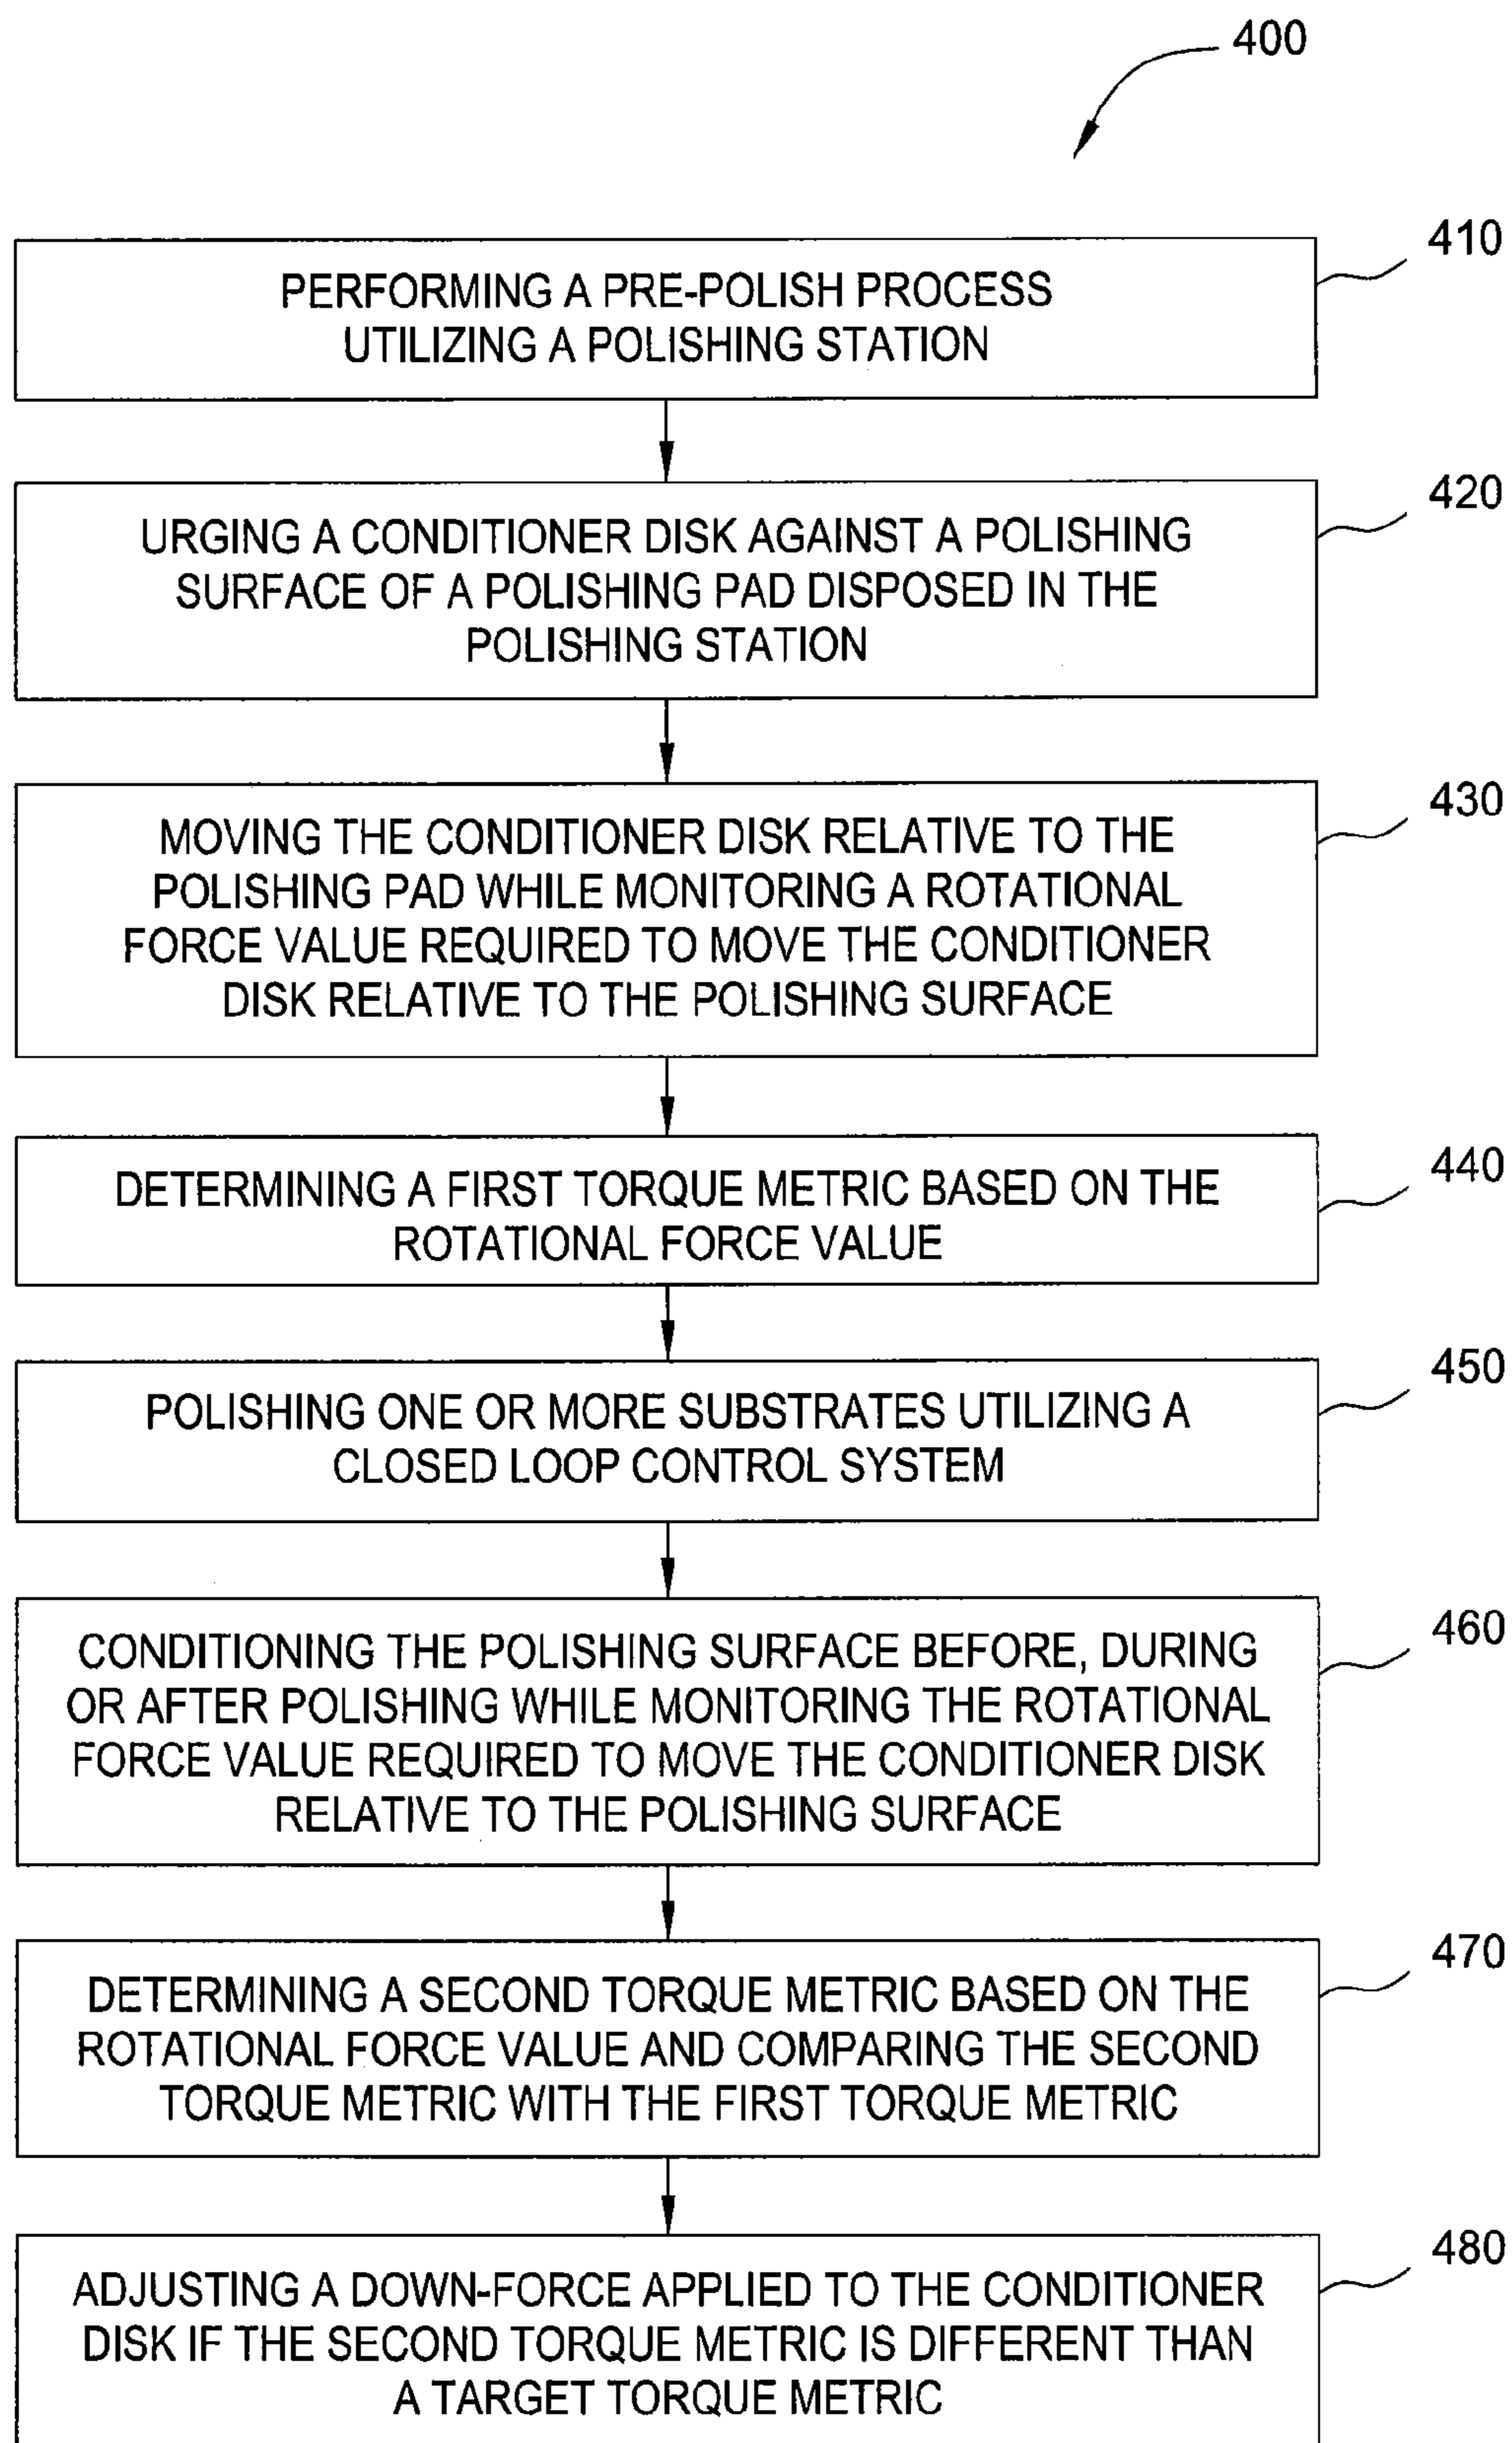 400
410
PERFORMING A PRE-POLISH PROCESS
UTILIZING A POLISHING STATION
420
URGING A CONDITIONER DISK AGAINST A POLISHING
SURFACE OF A POLISHING PAD DISPOSED IN THE
POLISHING STATION
430
MOVING THE CONDITIONER DISK RELATIVE TO THE
POLISHING PAD WHILE MONITORING A ROTATIONAL
FORCE VALUE REQUIRED TO MOVE THE CONDITIONER
DISK RELATIVE TO THE POLISHING SURFACE
440
DETERMINING A FIRST TORQUE METRIC BASED ON THE
ROTATIONAL FORCE VALUE
450
POLISHING ONE OR MORE SUBSTRATES UTILIZING A
CLOSED LOOP CONTROL SYSTEM
460
CONDITIONING THE POLISHING SURFACE BEFORE, DURING
OR AFTER POLISHING WHILE MONITORING THE ROTATIONAL
FORCE VALUE REQUIRED TO MOVE THE CONDITIONER DISK
RELATIVE TO THE POLISHING SURFACE
470
DETERMINING A SECOND TORQUE METRIC BASED ON THE
ROTATIONAL FORCE VALUE AND COMPARING THE SECOND
TORQUE METRIC WITH THE FIRST TORQUE METRIC
480
ADJUSTING A DOWN-FORCE APPLIED TO THE CONDITIONER
DISK IF THE SECOND TORQUE METRIC IS DIFFERENT THAN
A TARGET TORQUE METRIC